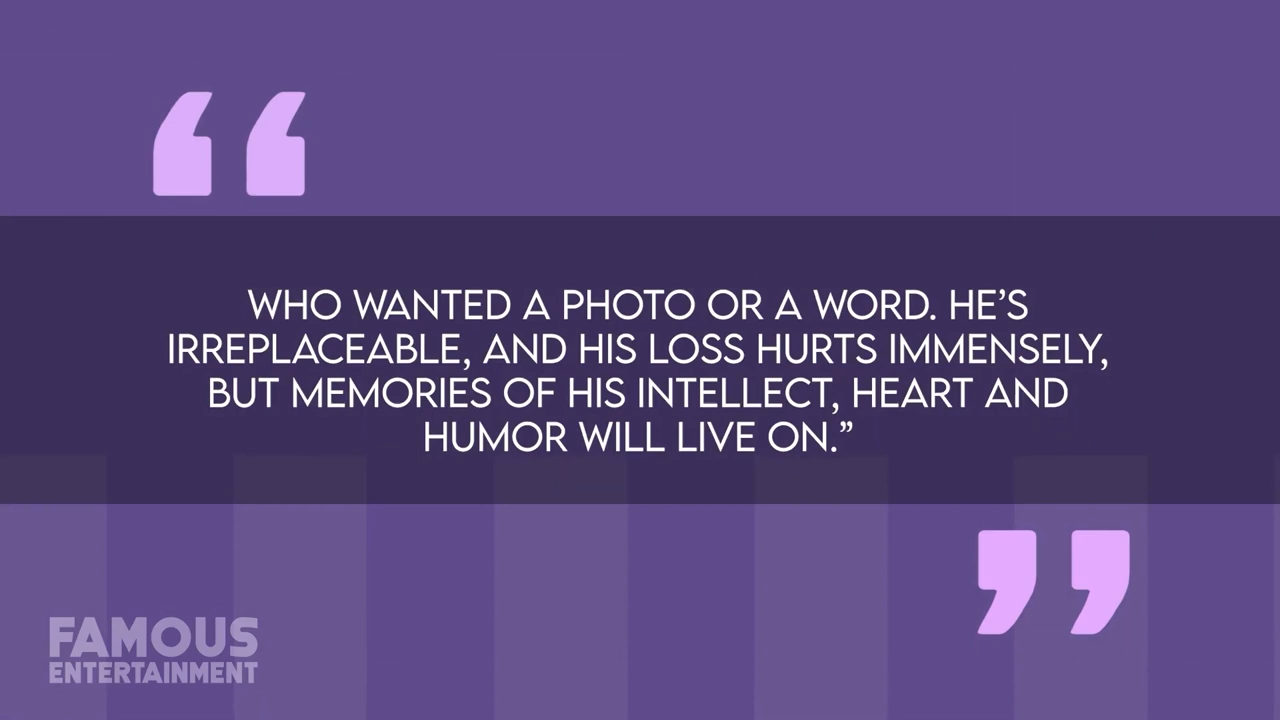 WHO WANTED A PHOTO OR A WORD. HE’S
IRREPLACEABLE, AND HIS LOSS HURTS IMMENSELY,
BUT MEMORIES OF HIS INTELLECT, HEART AND
HUMOR WILL LIVE ON.”
FAMOUS
ENTERTAINMENT